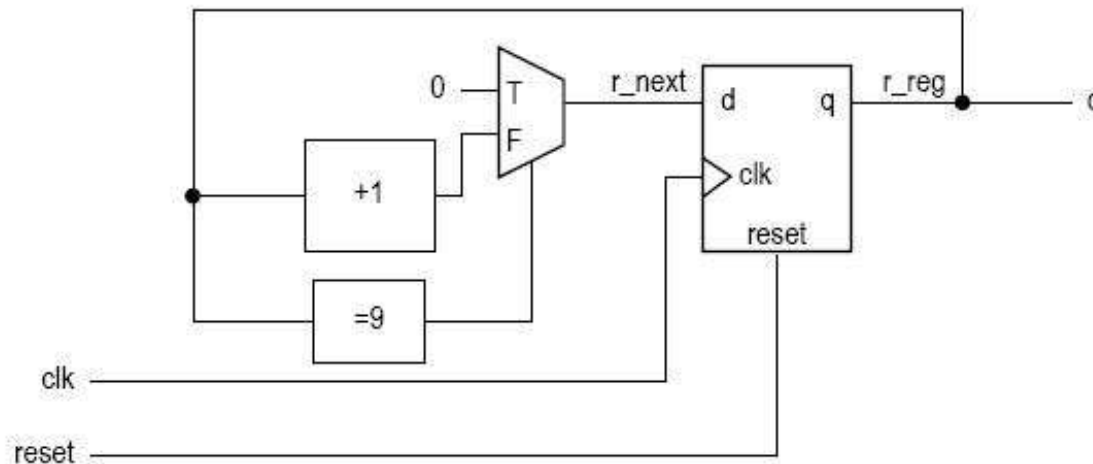 0
T
F
r_next
d
q
r_reg
clk
+1
reset
=9
clk
reset